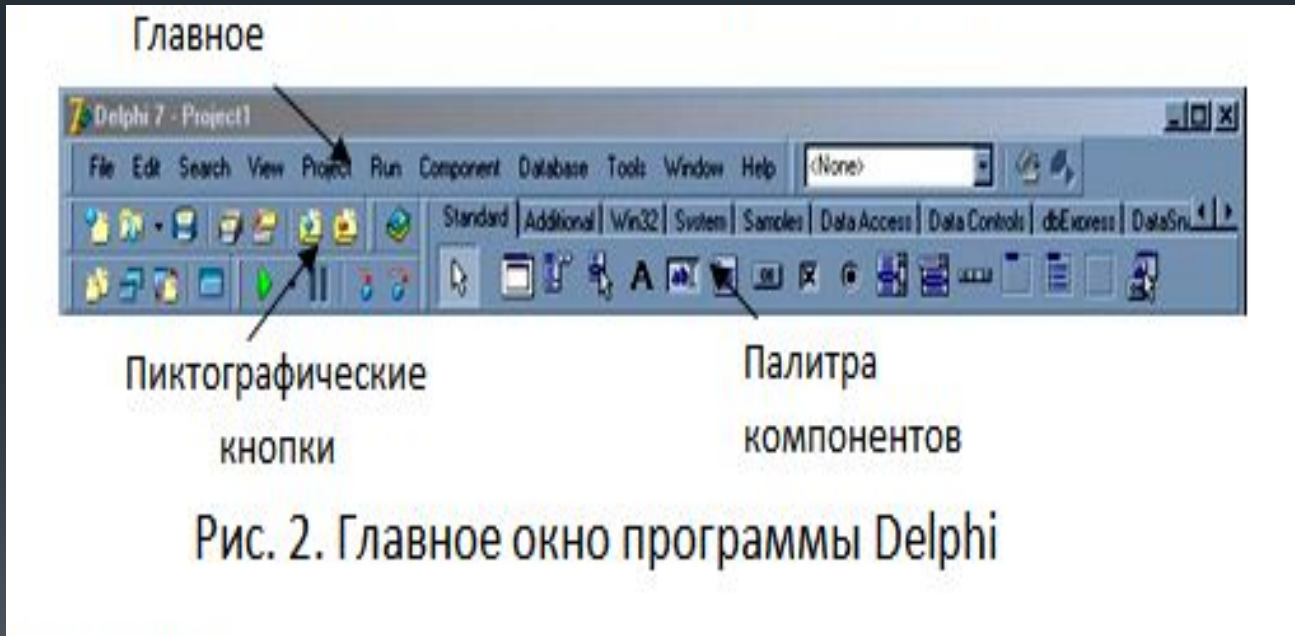 Главное
Delphi 7 - Project1
File Edit Search View Project Run Component Database Tools Window Help <None>
Standard Additional Win32 System Samples Data Access Data Controls dbExpress DataSn
Пиктографические
кнопки
Палитра
компонентов
Рис. 2. Главное окно программы Delphi